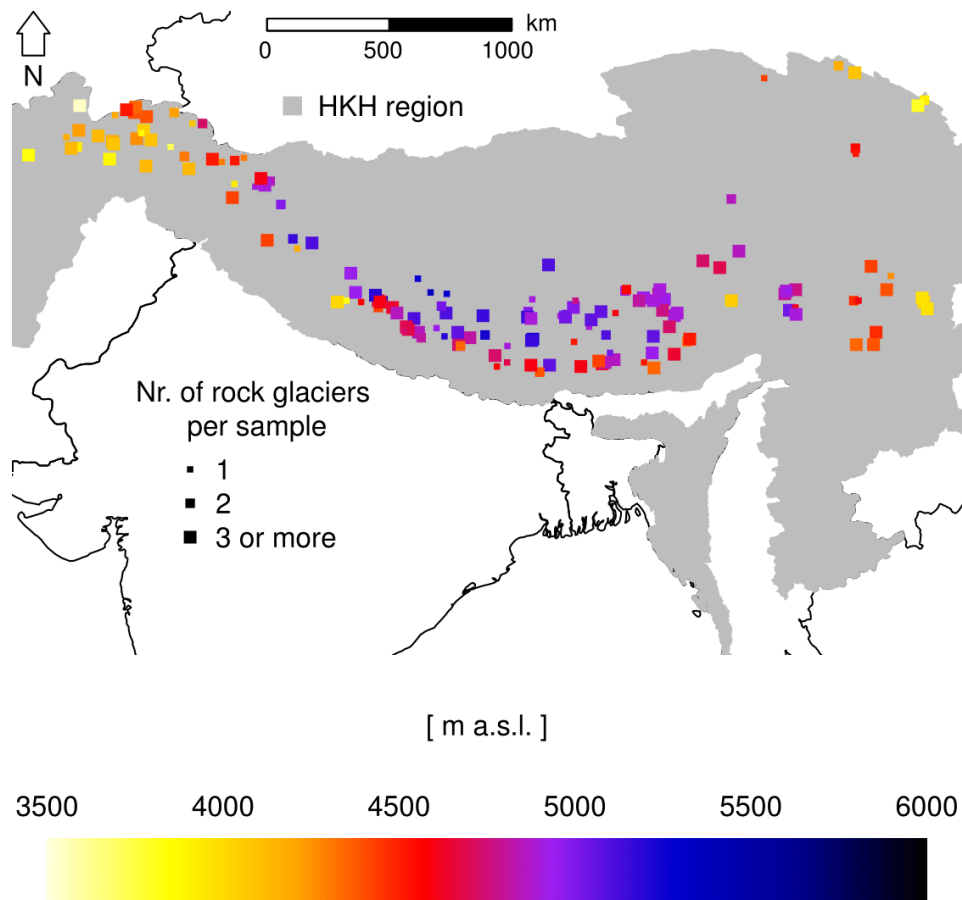 km
0 500 1000
N
HKH region
Nr. of rock glaciers
per sample
1
2
3 or more
[ m a.s.l. ]
3500 4000 4500 5000 5500 6000